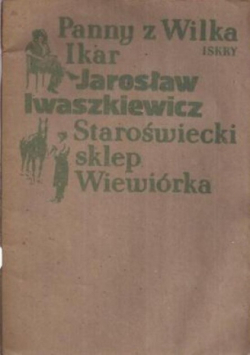 Panny z Wilka
Ikar ISKRY
Jarosław
Iwaszkiewicz
Staroświecki
sklep
Wiewiórka